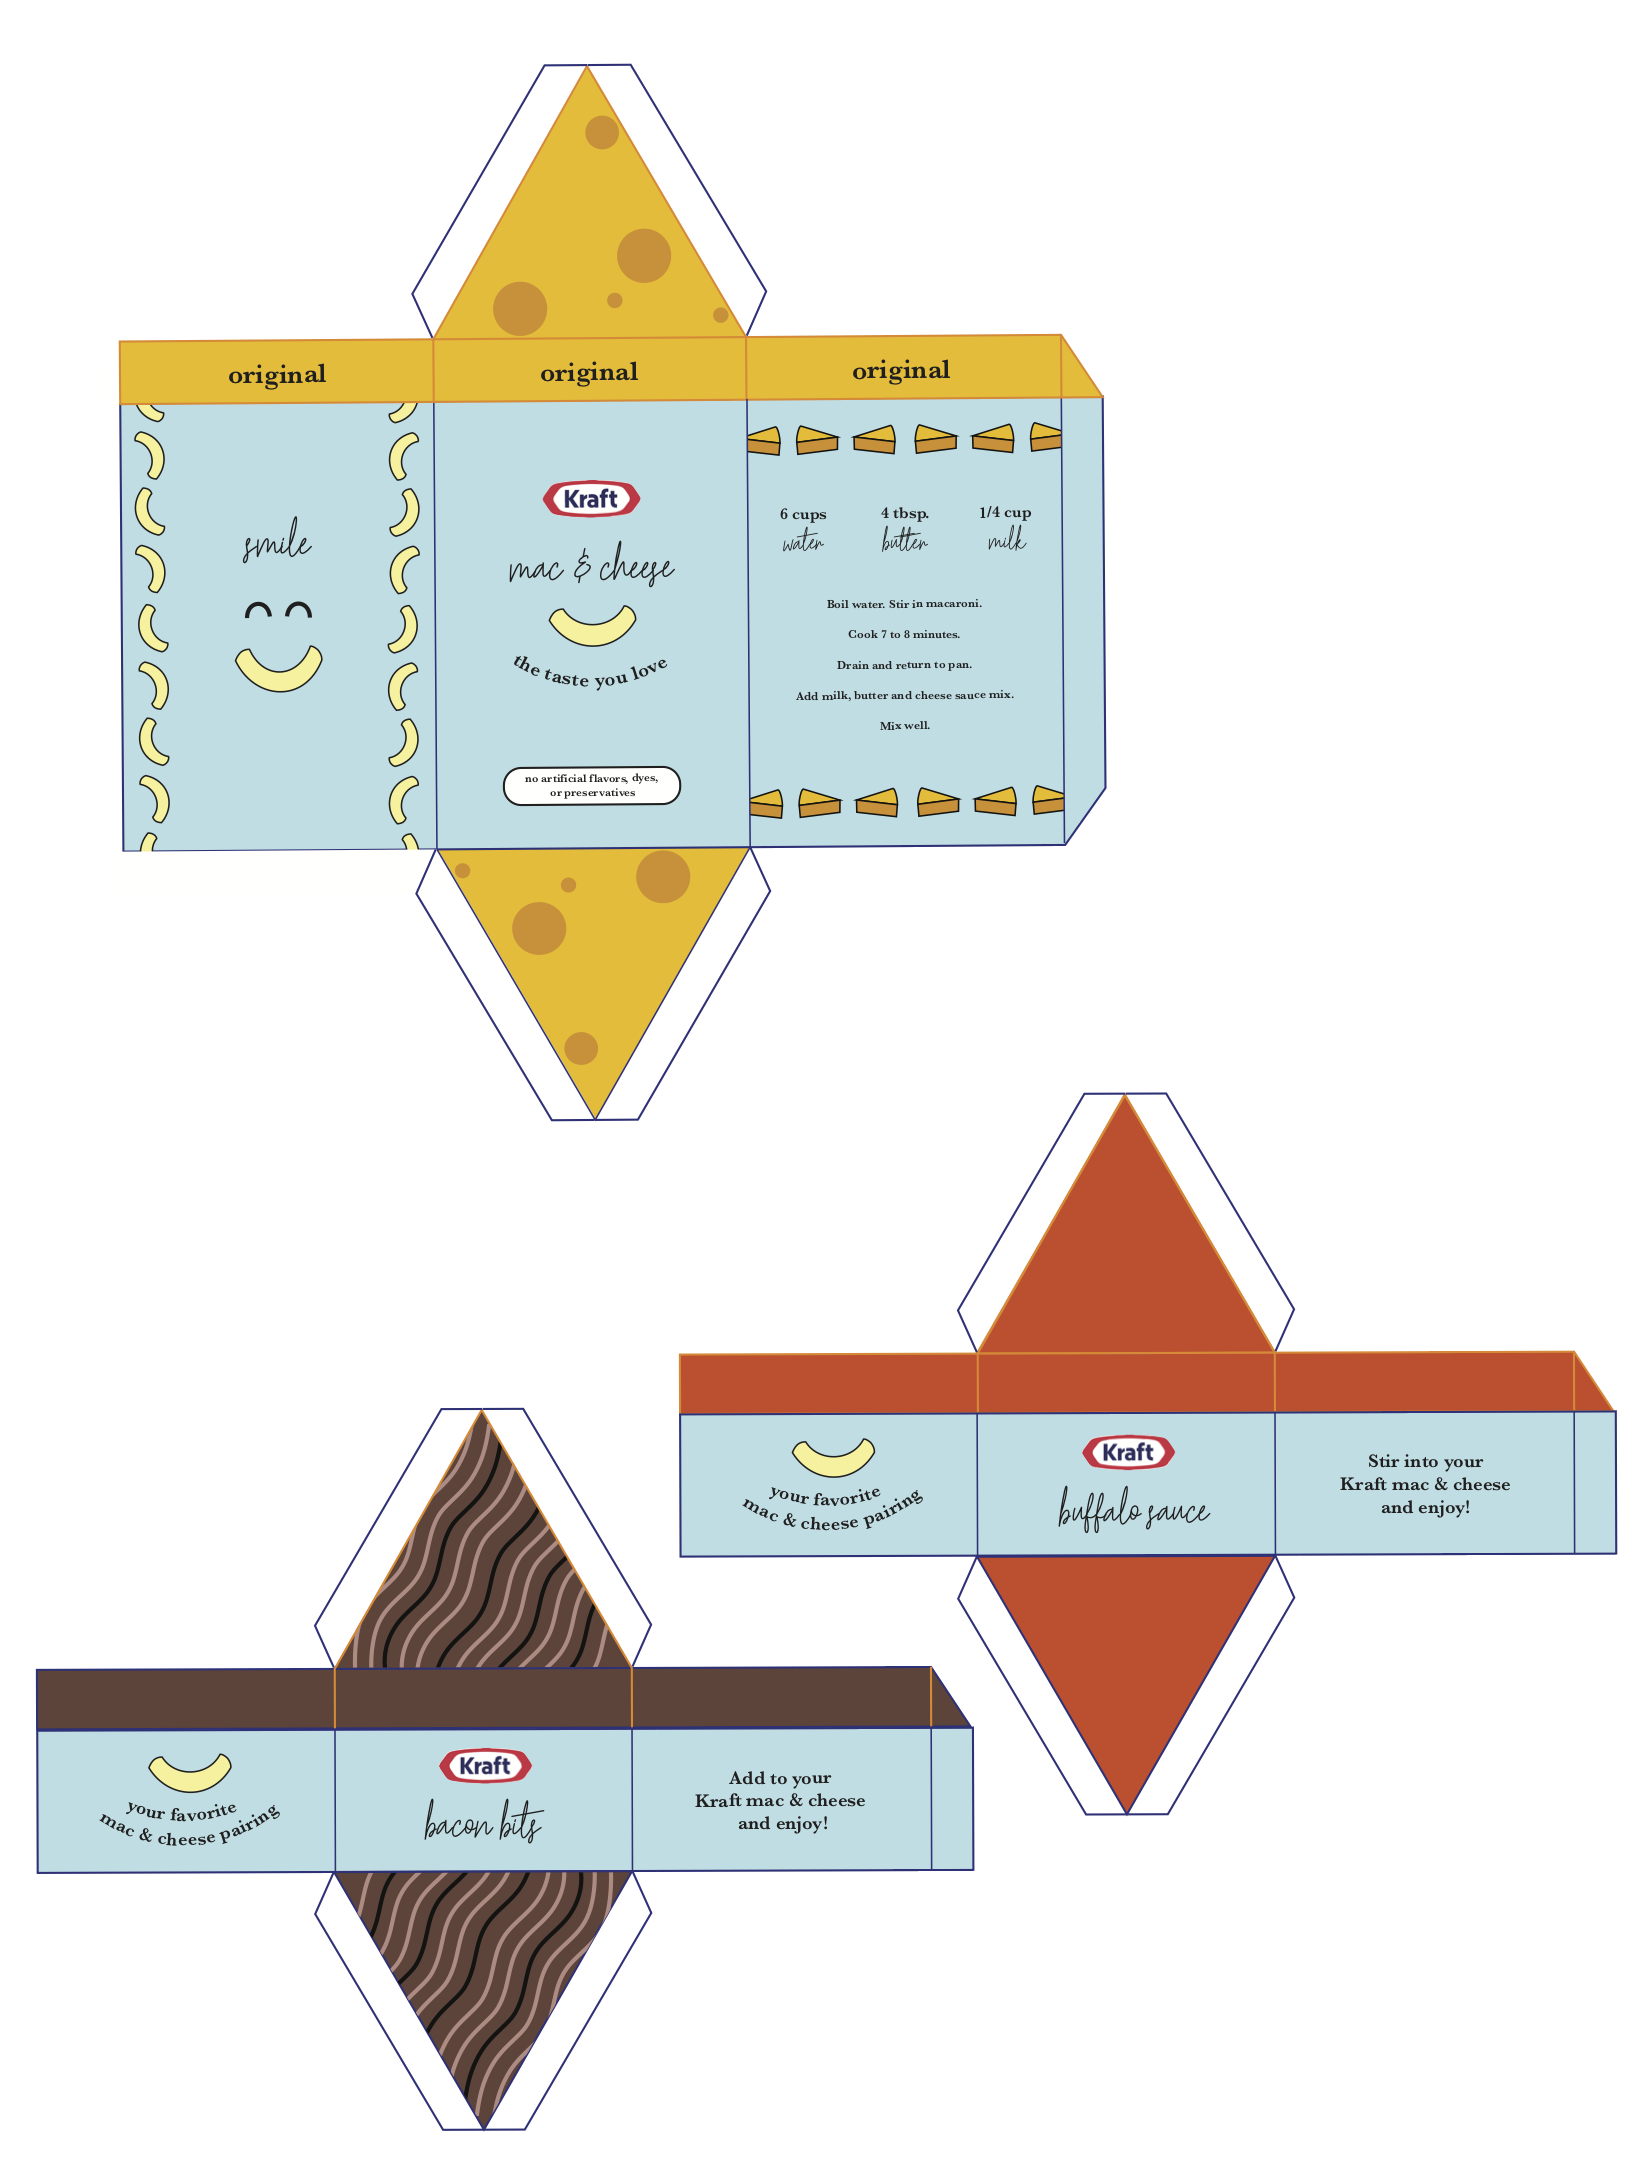 original
original
original
smile
Kraft
mac & cheese
the taste you love
no artificial flavors, dyes,
or preservatives
6 cups
water
4 tbsp.
butter
1/4 cup
milk
Boil water. Stir in macaroni.
Cook 7 to 8 minutes.
Drain and return to pan.
Add milk, butter and cheese sauce mix.
Mix well.
your favorite
mac & cheese pairing
Kraft
buffalo sauce
Stir into your
Kraft mac & cheese
and enjoy!
your favorite
mac & cheese pairing
Kraft
bacon bits
Add to your
Kraft mac & cheese
and enjoy!